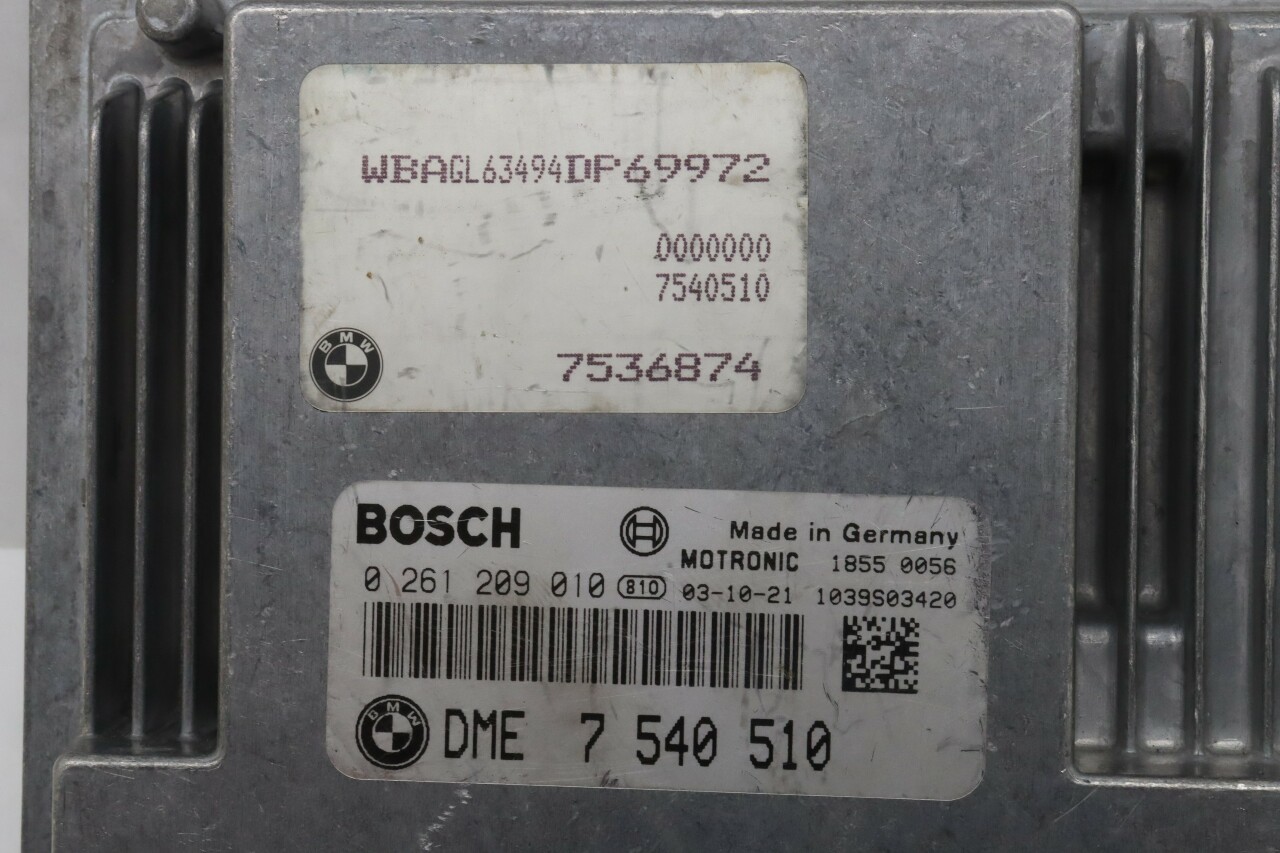 WBAGL63494DP69972
0000000
7540510
BMW
7536874
BOSCH
Made in Germany
MOTRONIC 1855 0056
0 261 209 010 810 03-10-21 1039S03420
BMW
DME 7 540 510